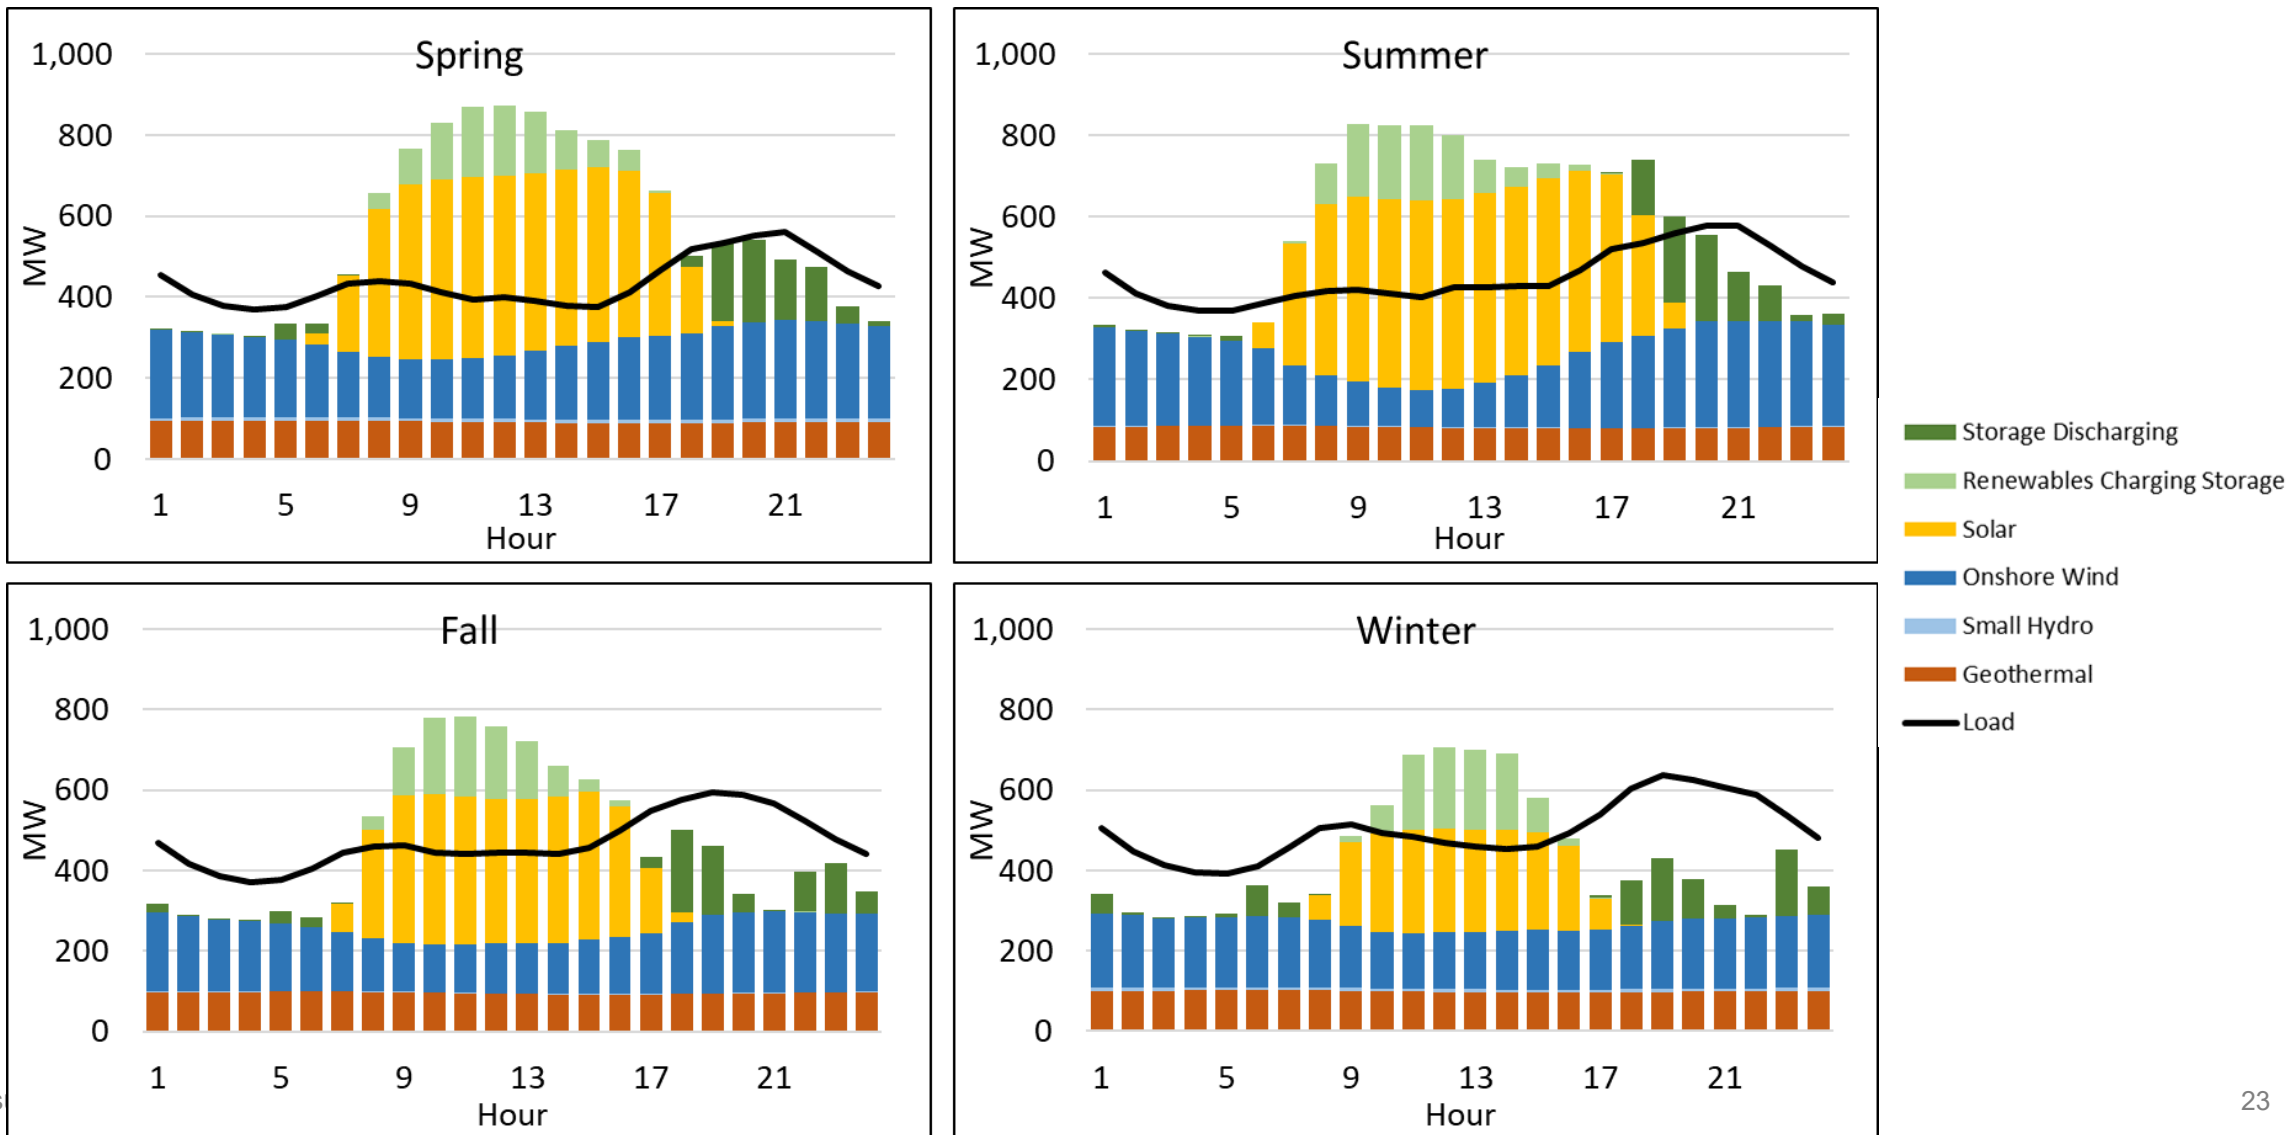 Spring
1,000
800
600
400
200
0
MW
1 5 9 13 17 21
Hour
Summer
1,000
800
600
400
200
0
MW
1 5 9 13 17 21
Hour
Storage Discharging
Renewables Charging Storage
Solar
Onshore Wind
Small Hydro
Geothermal
Load
Fall
1,000
800
600
400
200
0
MW
1 5 9 13 17 21
Hour
Winter
1,000
800
600
400
200
0
MW
1 5 9 13 17 21
Hour
23